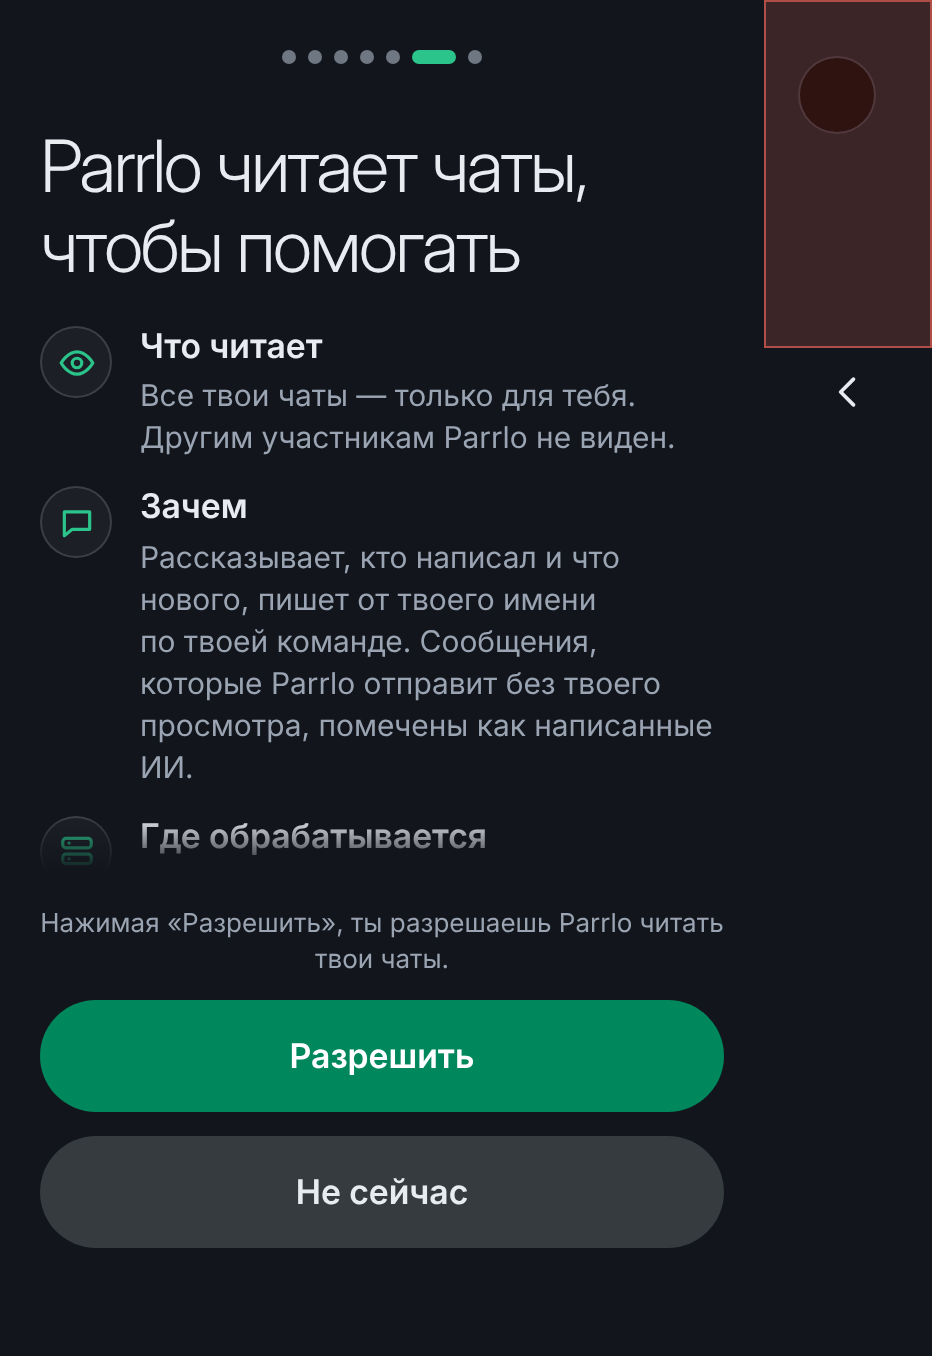 Parrlo читает чаты,
чтобы помогать
Что читает
Все твои чаты — только для тебя.
Другим участникам Parrlo не виден.
Зачем
Рассказывает, кто написал и что
нового, пишет от твоего имени
по твоей команде. Сообщения,
которые Parrlo отправит без твоего
просмотра, помечены как написанные
ИИ.
Где обрабатывается
Нажимая «Разрешить», ты разрешаешь Parrlo читать
твои чаты.
Разрешить
Не сейчас